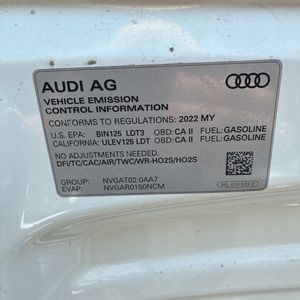 AUDI AG
VEHICLE EMISSION
CONTROL INFORMATION
CONFORMS TO REGULATIONS: 2022 MY
U.S. EPA: BIN125 LDT3 OBD: CA II FUEL:GASOLINE
CALIFORNIA: ULEV125 LDT OBD: CA II FUEL:GASOLINE
NO ADJUSTMENTS NEEDED.
DFI/TC/CAC/AIR/TWC/WR-HO2S/HO2S
GROUP: NVGAT02.0AA7
EVAP: NVGAR0150NCM